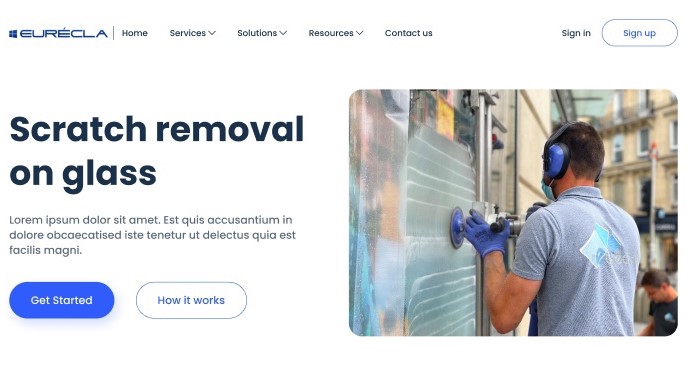 EURÉCLA
Home
Services
Solutions
Resources
Contact us
Sign in
Sign up
Scratch removal
on glass
Lorem ipsum dolor sit amet. Est quis accusantium in
dolore obcaecatised iste tenetur ut delectus quia est
facilis magni.
Get Started
How it works